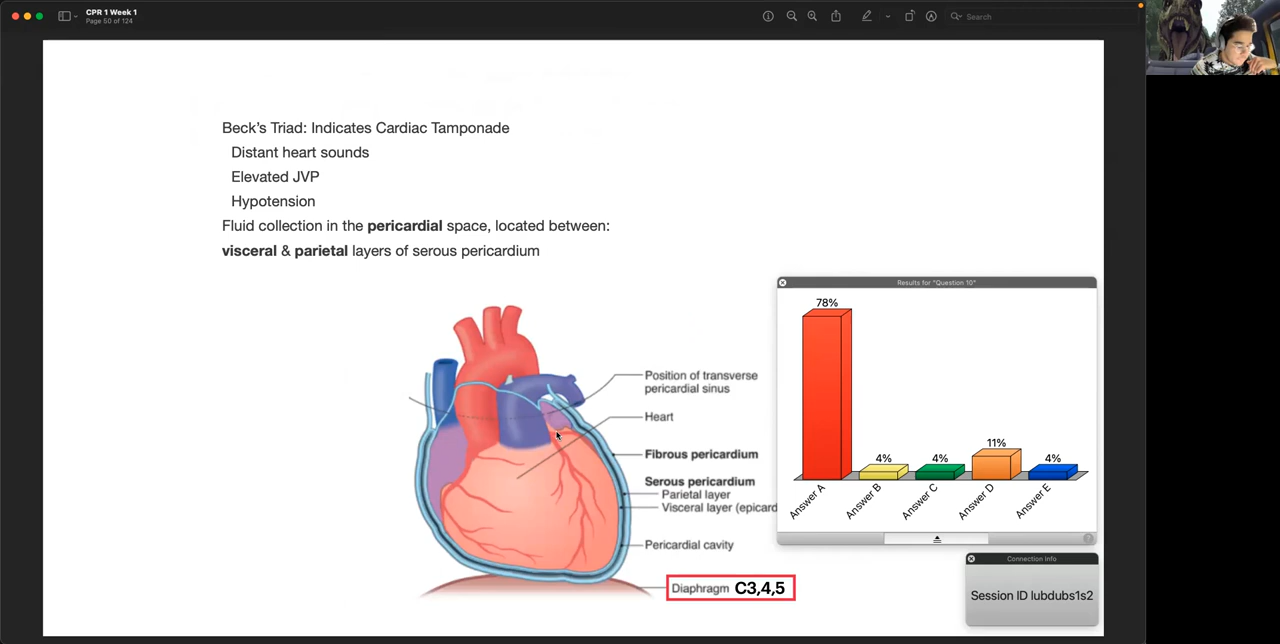 CPR 1 Week 1
Page 50 of 124
Search
Beck's Triad: Indicates Cardiac Tamponade
Distant heart sounds
Elevated JVP
Hypotension
Fluid collection in the pericardial space, located between:
visceral & parietal layers of serous pericardium
Position of transverse
pericardial sinus
Heart
Fibrous pericardium
Serous pericardium
Parietal layer
Visceral layer (epicard
Pericardial cavity
Diaphragm C3,4,5
Results for "Question 10"
78%
4%
4%
11%
4%
Answer A
Answer B
Answer C
Answer D
Answer E
Connection Info
Session ID lubdubs1s2